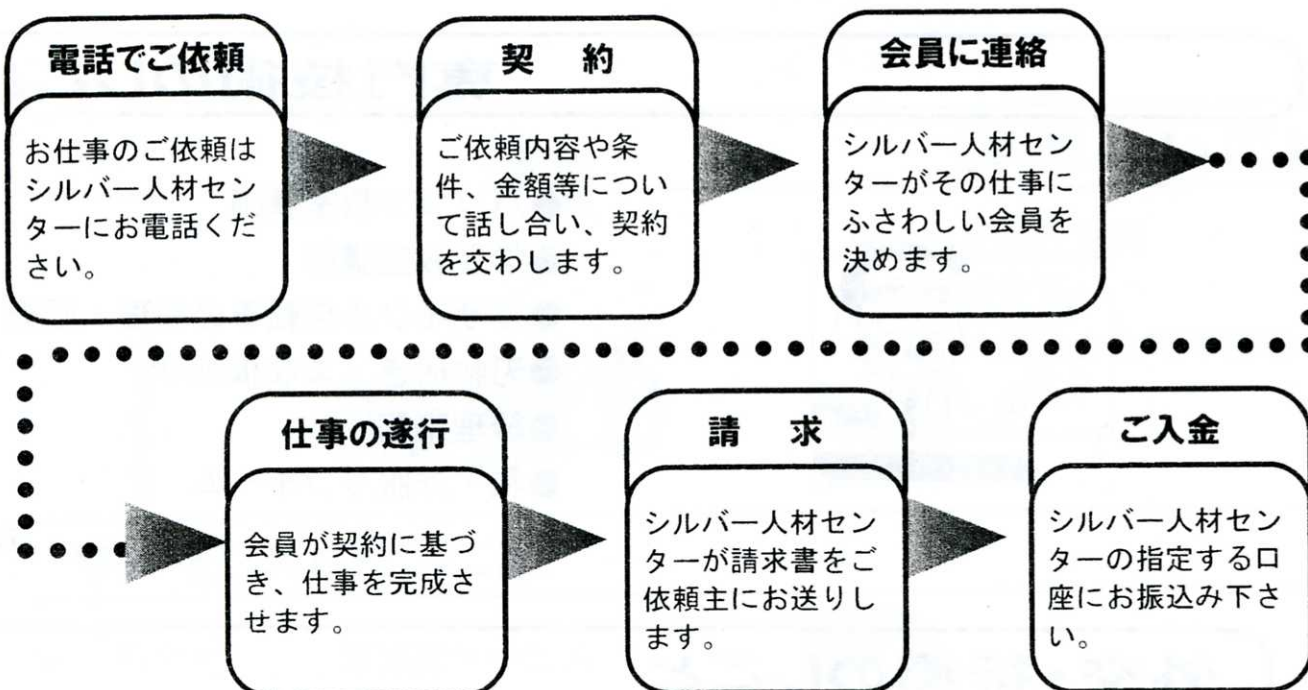 電話でご依頼
お仕事のご依頼は
シルバー人材セン
ターにお電話くだ
さい。
契 約
ご依頼内容や条
件、金額等につい
て話し合い、契約
を交わします。
会員に連絡
シルバー人材セン
ターがその仕事に
ふさわしい会員を
決めます。
仕事の遂行
会員が契約に基づ
き、仕事を完成さ
せます。
請 求
シルバー人材セン
ターが請求書をご
依頼主にお送りし
ます。
ご入金
シルバー人材セン
ターの指定する口
座にお振込み下さ
い。